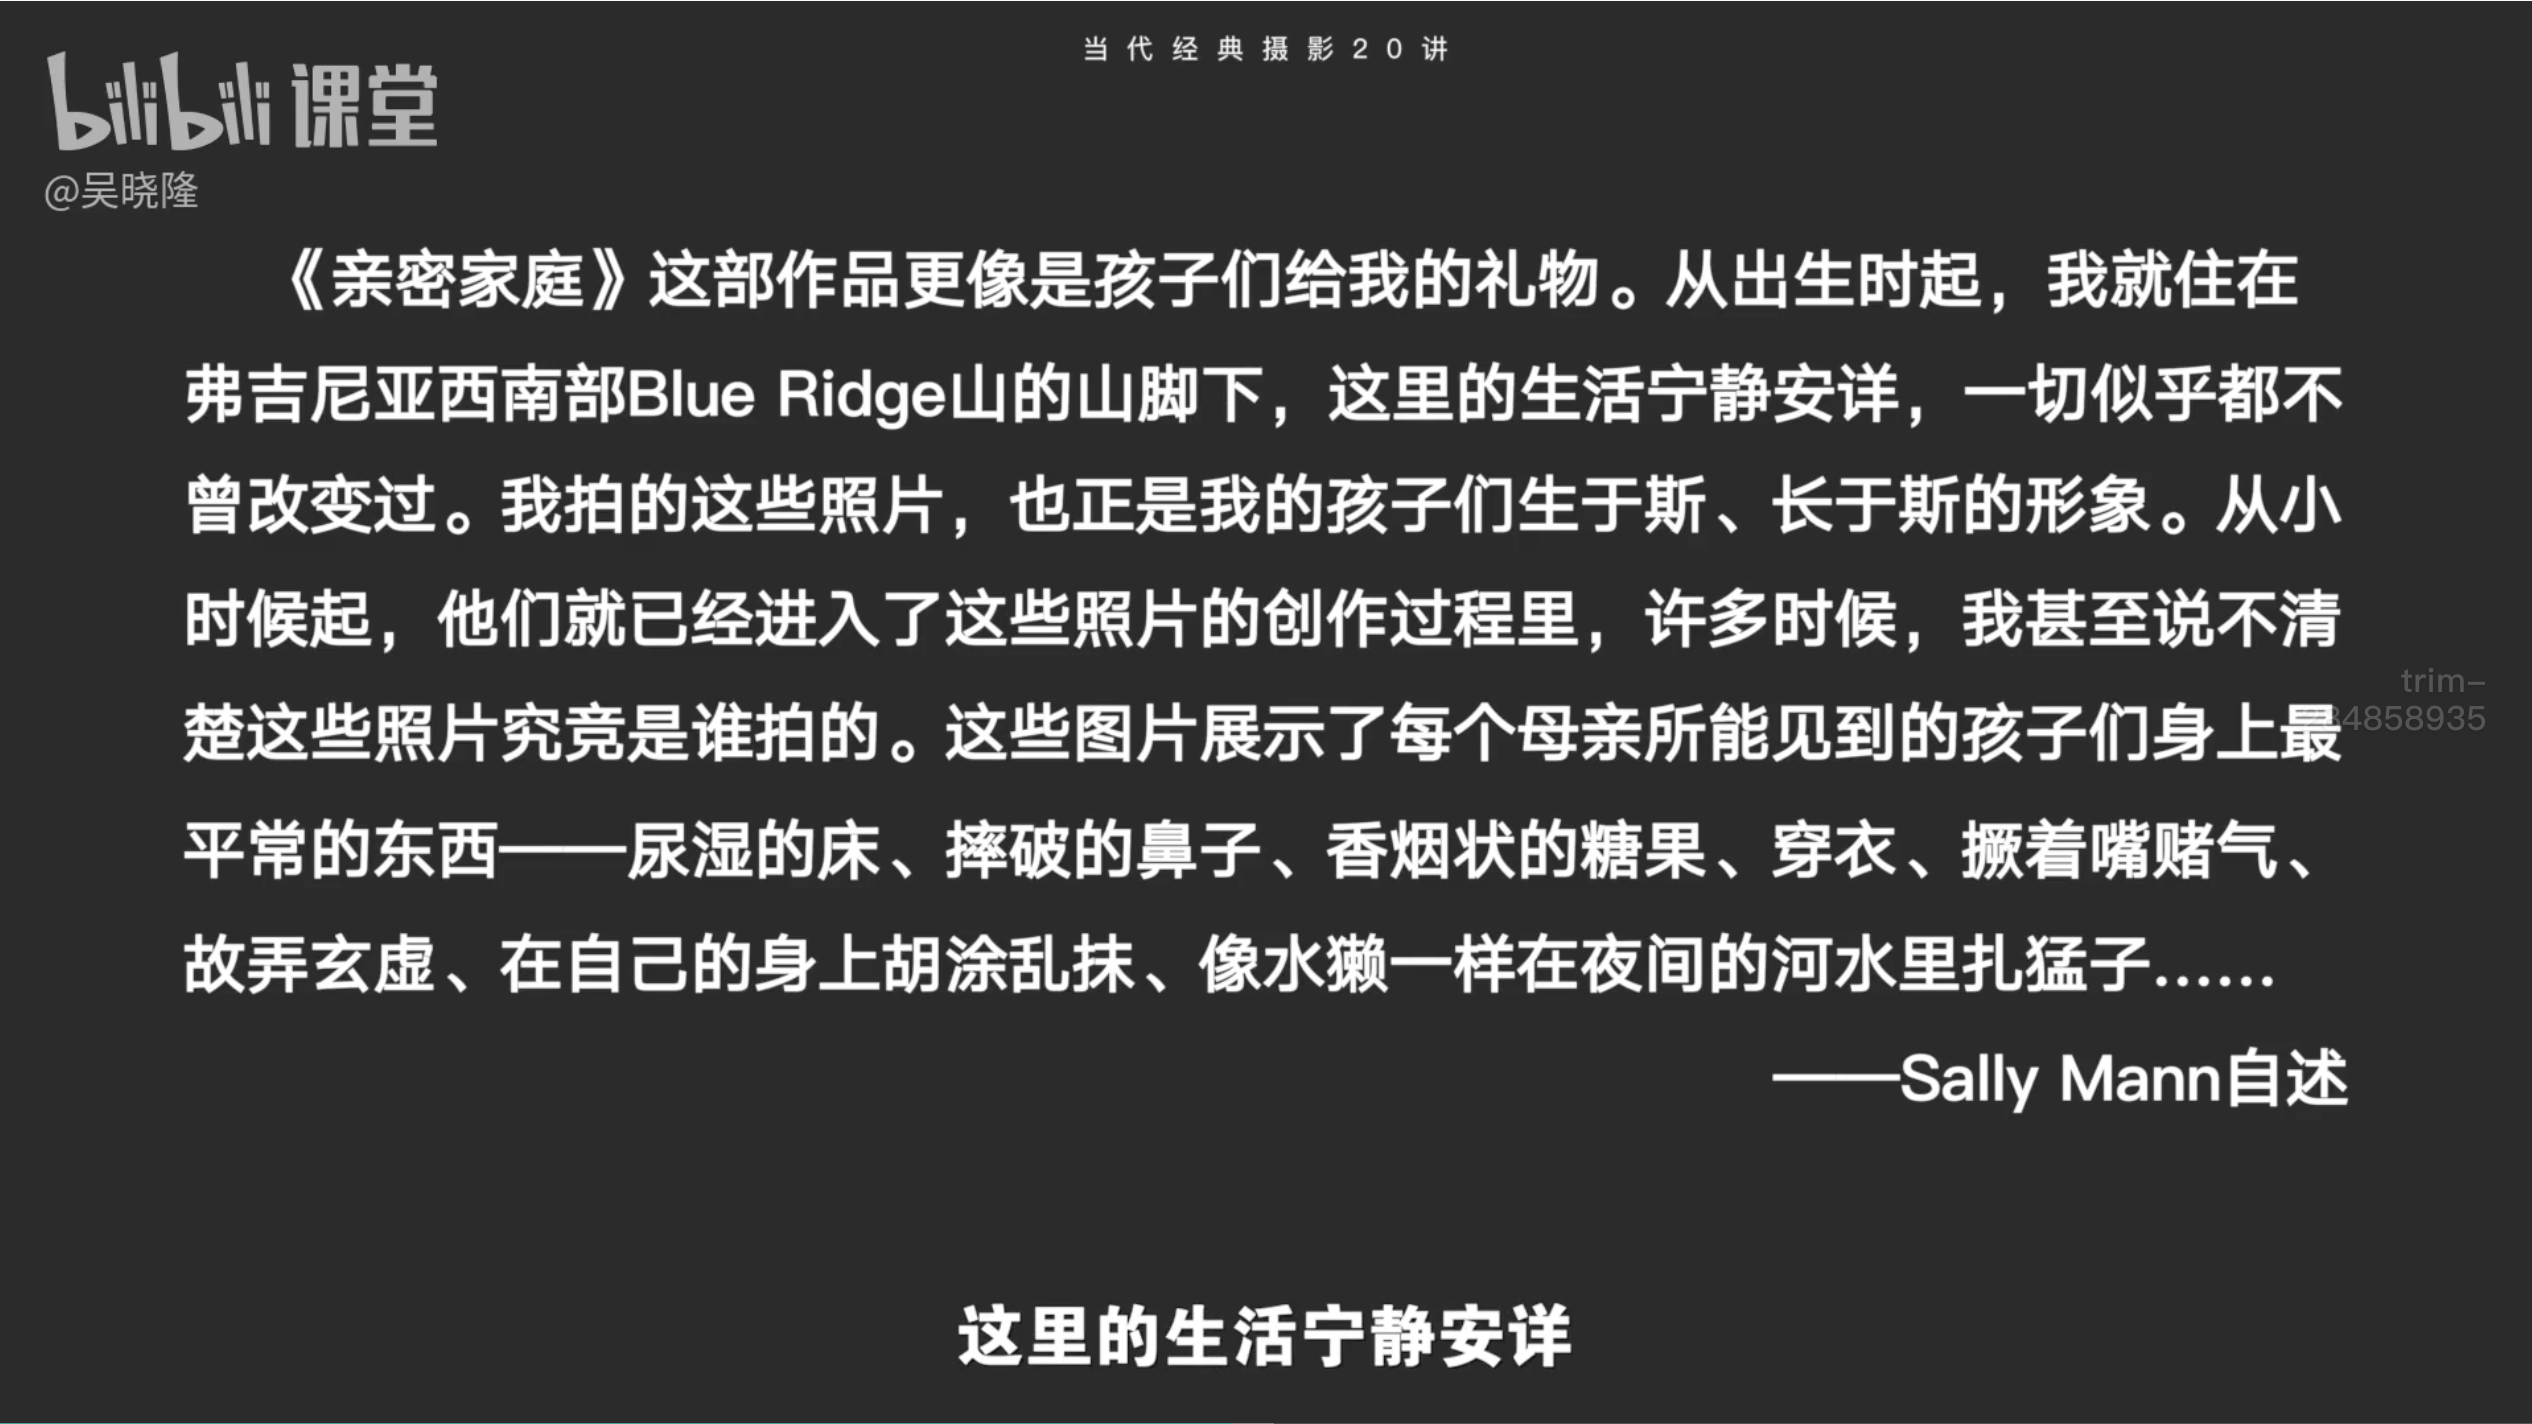 当代经典摄影20讲
bilibili 课堂
@吴晓隆
《亲密家庭》这部作品更像是孩子们给我的礼物。从出生时起，我就住在
弗吉尼亚西南部Blue Ridge山的山脚下，这里的生活宁静安详，一切似乎都不
曾改变过。我拍的这些照片，也正是我的孩子们生于斯、长于斯的形象。从小
时候起，他们就已经进入了这些照片的创作过程里，许多时候，我甚至说不清
楚这些照片究竟是谁拍的。这些图片展示了每个母亲所能见到的孩子们身上最
平常的东西——尿湿的床、摔破的鼻子、香烟状的糖果、穿衣、撅着嘴赌气、
故弄玄虚、在自己的身上胡涂乱抹、像水獭一样在夜间的河水里扎猛子……
——Sally Mann自述
trim-
这里的生活宁静安详